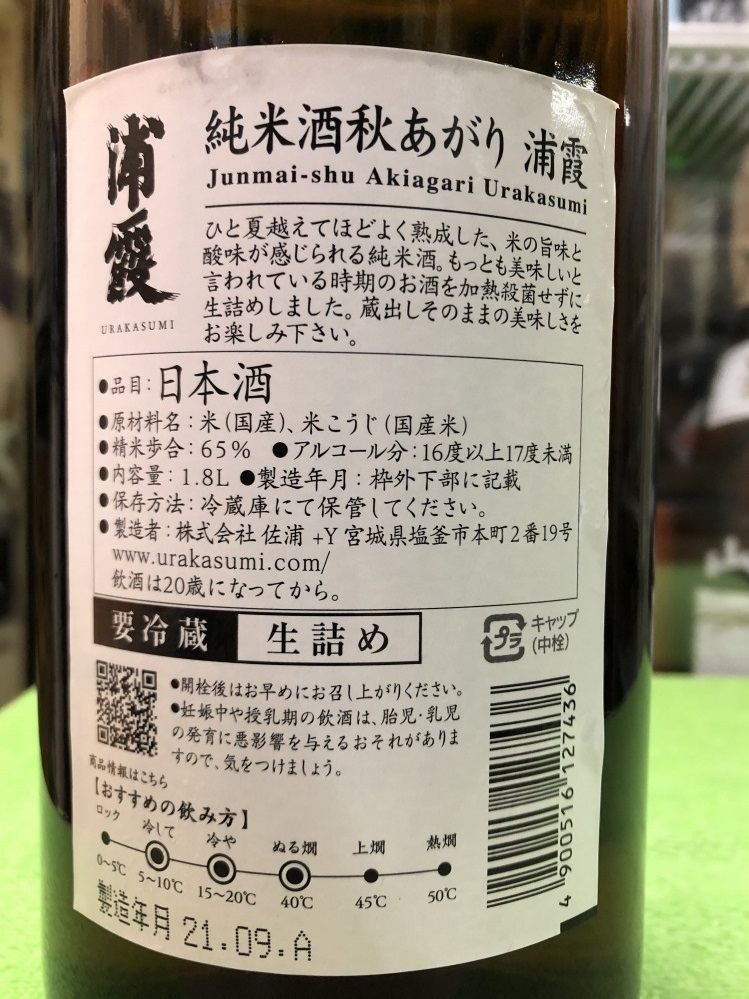 浦霞
URAKASUMI
純米酒秋あがり 浦霞
Junmai-shu Akiagari Urakasumi
ひと夏越えてほどよく熟成した、米の旨味と
酸味が感じられる純米酒。もっとも美味しいと
言われている時期のお酒を加熱殺菌せずに
生詰めしました。蔵出しそのままの美味しさを
お楽しみ下さい。
●品目:日本酒
●原材料名:米(国産)、米こうじ(国産米)
●精米歩合:65% ●アルコール分:16度以上17度未満
●内容量:1.8L ●製造年月:枠外下部に記載
●保存方法:冷蔵庫にて保管してください。
●製造者:株式会社 佐浦 +Y 宮城県塩釜市本町2番19号
www.urakasumi.com/
飲酒は20歳になってから。
要冷蔵 生詰め
プラ
キャップ
(中栓)
●開栓後はお早めにお召し上がりください。
●妊娠中や授乳期の飲酒は、胎児・乳児
の発育に悪影響を与えるおそれがありま
すので、気をつけましょう。
商品情報はこちら
【おすすめの飲み方】
ロック 冷して 冷や ぬる燗 上燗 熱燗
0~5℃ 5~10℃ 15~20℃ 40℃ 45℃ 50℃
製造年月 21.09.A
4 900516 127436